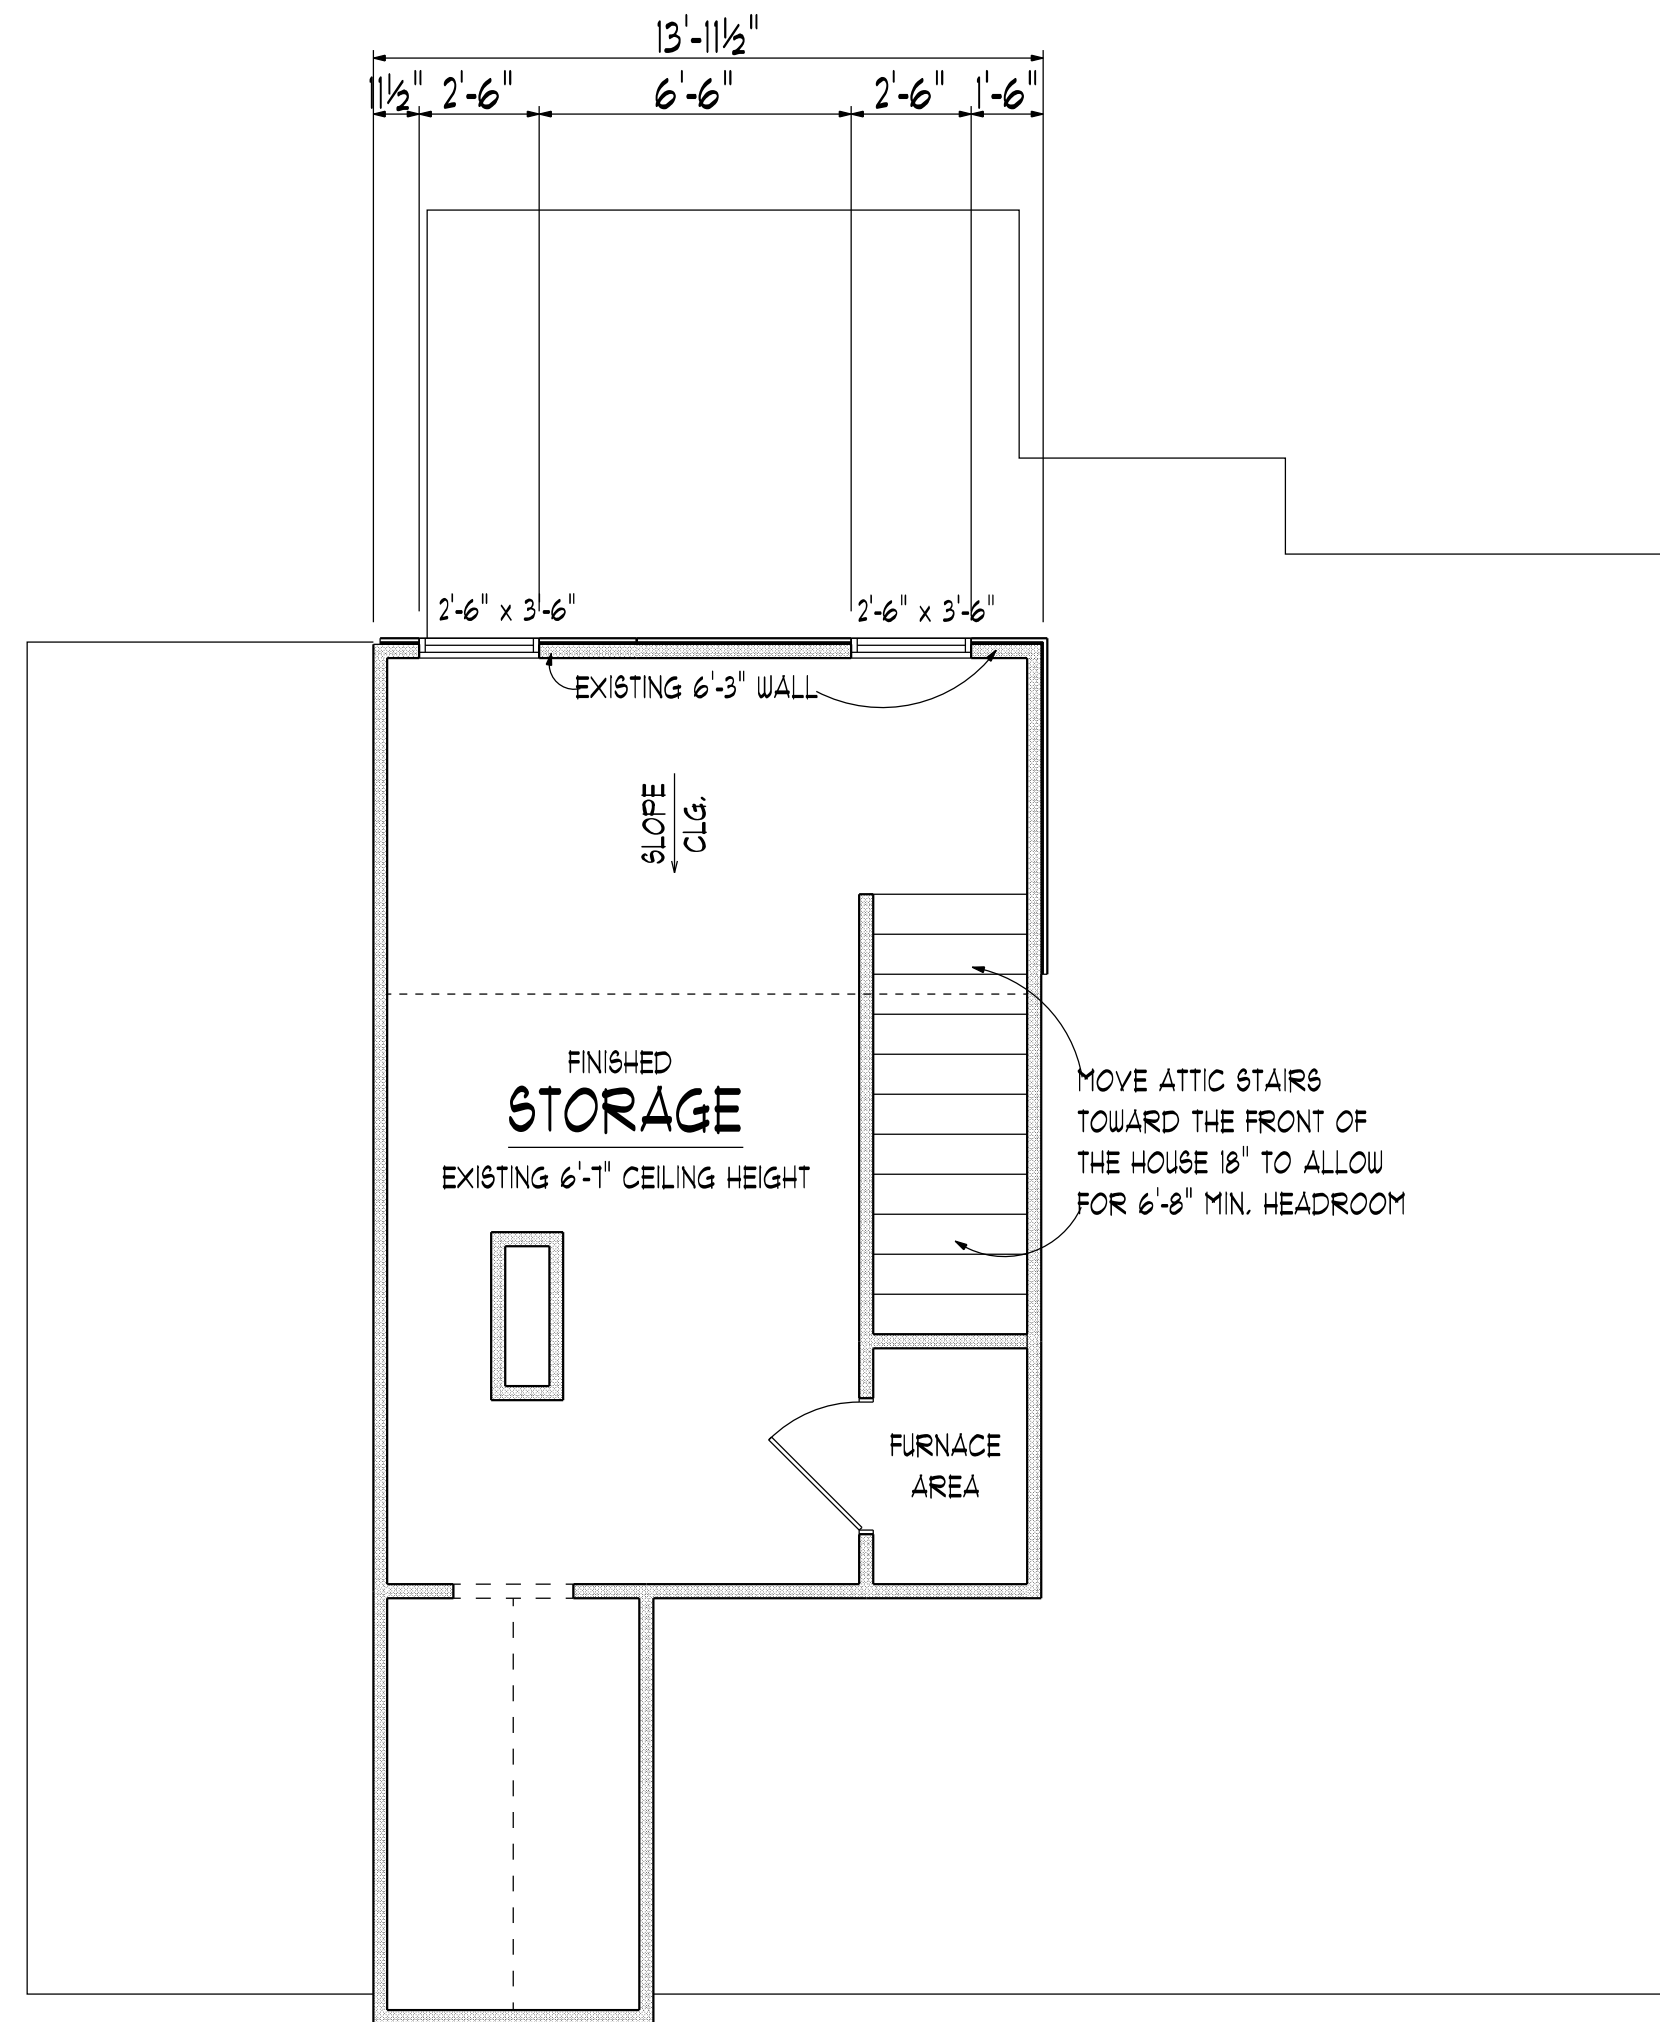 13'-11½"
11½" 2'-6" 6'-6" 2'-6" 1'-6"
2'-6" x 3'-6" 2'-6" x 3'-6"
EXISTING 6'-3" WALL
SLOPE
CLG.
FINISHED
STORAGE
EXISTING 6'-7" CEILING HEIGHT
MOVE ATTIC STAIRS
TOWARD THE FRONT OF
THE HOUSE 18" TO ALLOW
FOR 6'-8" MIN. HEADROOM
FURNACE
AREA